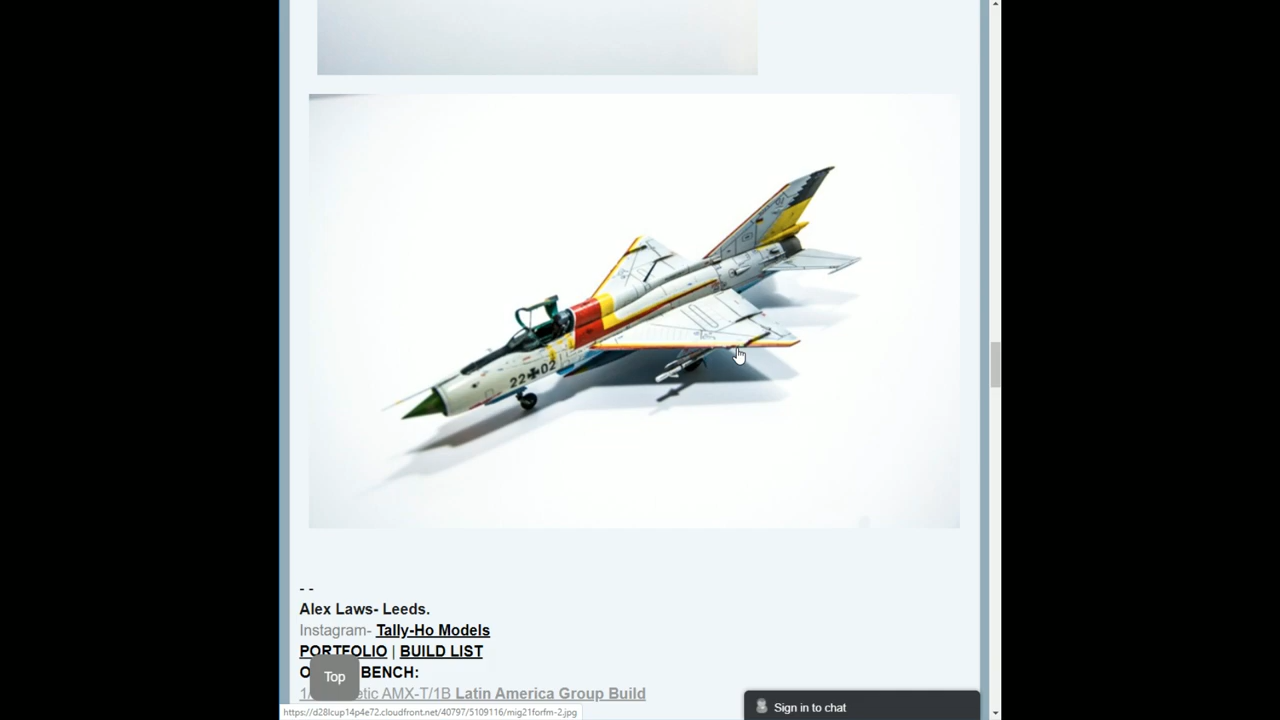 22 02
- -
Alex Laws- Leeds.
Instagram- Tally-Ho Models
PORTFOLIO | BUILD LIST
BENCH:
Top
AMX-T/1B Latin America Group Build
https://d28lcup14p4e72.cloudfront.net/40797/5109116/mig21forfm-2.jpg
Sign in to chat